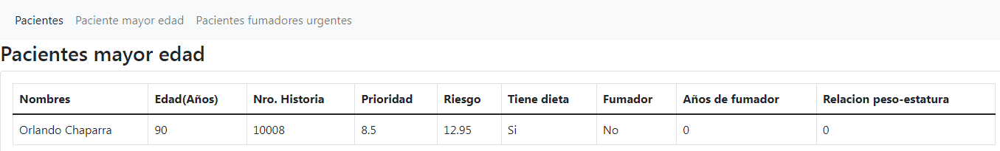 Pacientes Paciente mayor edad Pacientes fumadores urgentes
Pacientes mayor edad
Nombres Edad(Años) Nro. Historia Prioridad Riesgo Tiene dieta Fumador Años de fumador Relacion peso-estatura
Orlando Chaparra 90 10008 8.5 12.95 Si No 0 0